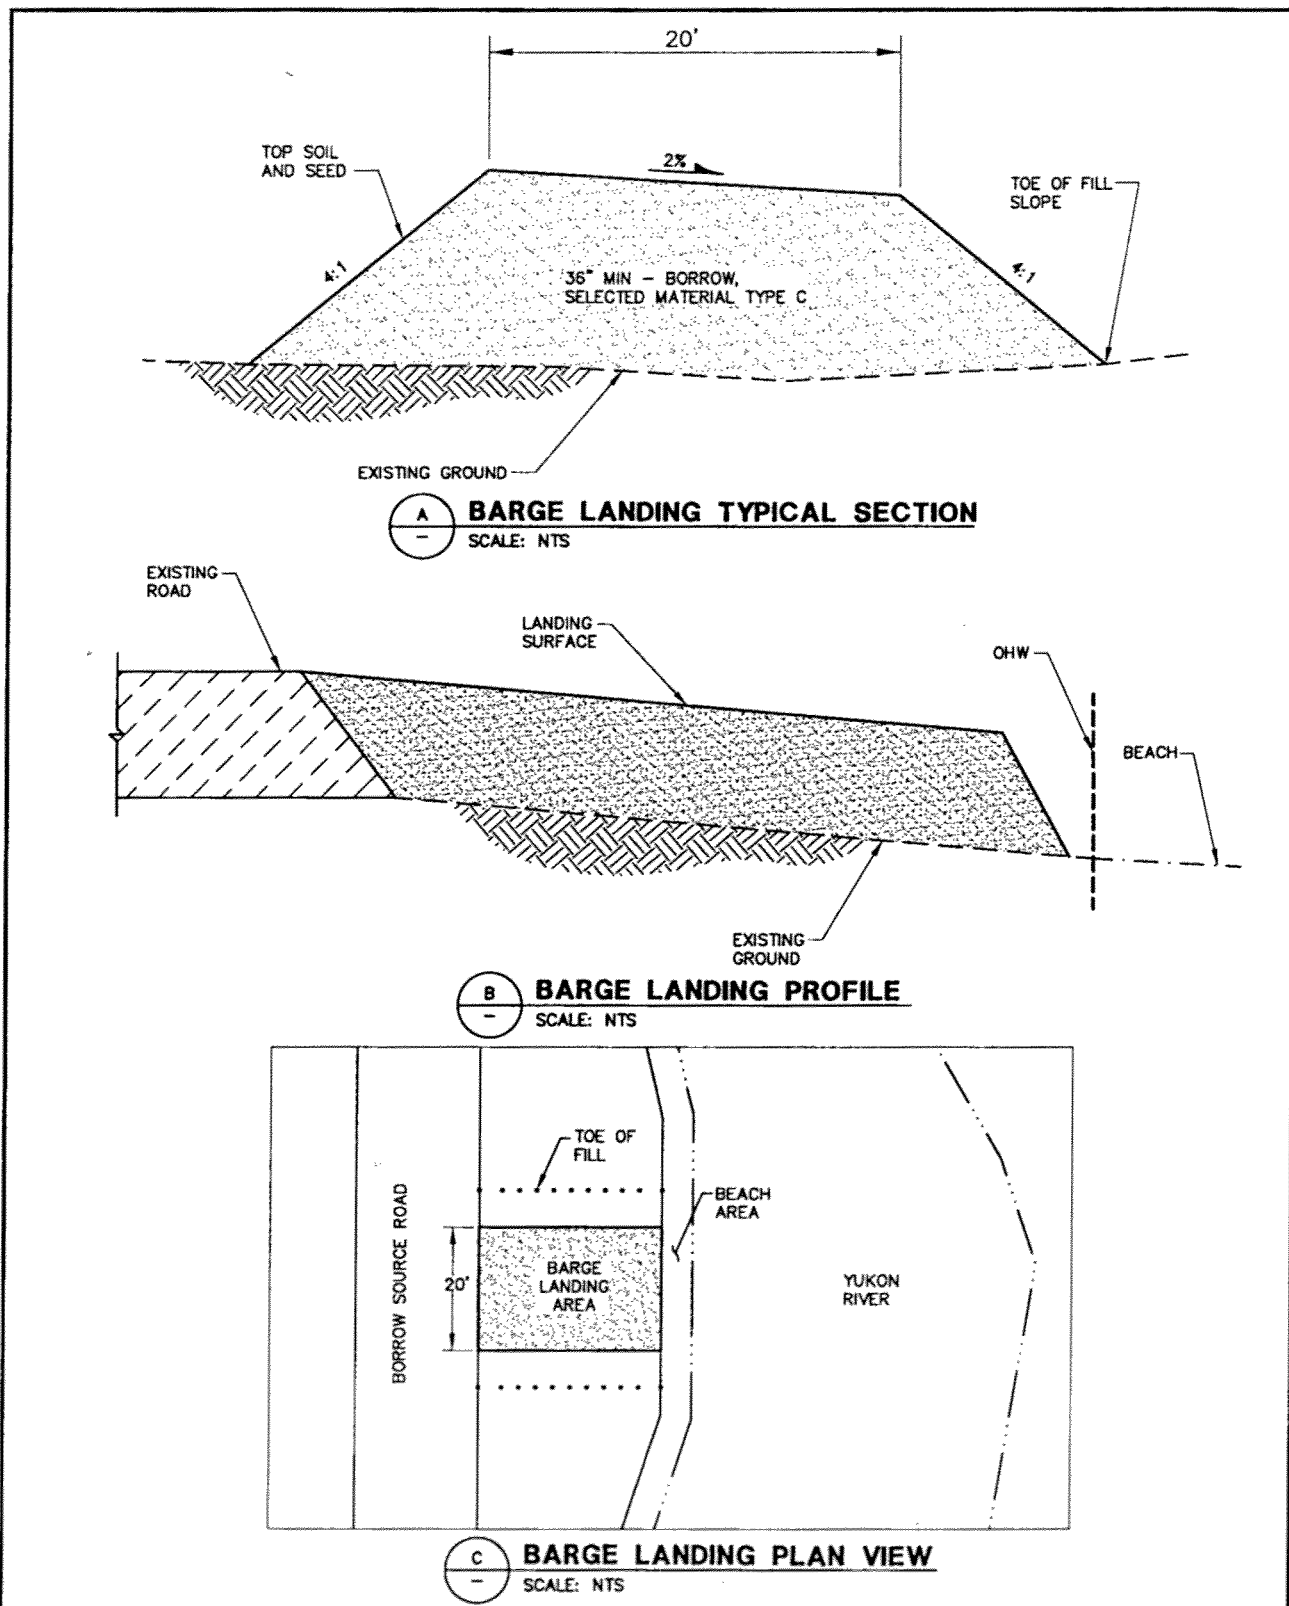 20'
TOP SOIL
AND SEED
2%
TOE OF FILL
SLOPE
4:1
4:1
36" MIN - BORROW,
SELECTED MATERIAL TYPE C
EXISTING GROUND
A
-
BARGE LANDING TYPICAL SECTION
SCALE: NTS
EXISTING
ROAD
LANDING
SURFACE
OHW
BEACH
EXISTING
GROUND
B
-
BARGE LANDING PROFILE
SCALE: NTS
TOE OF
FILL
BORROW SOURCE ROAD
BEACH
AREA
20'
BARGE
LANDING
AREA
YUKON
RIVER
C
-
BARGE LANDING PLAN VIEW
SCALE: NTS